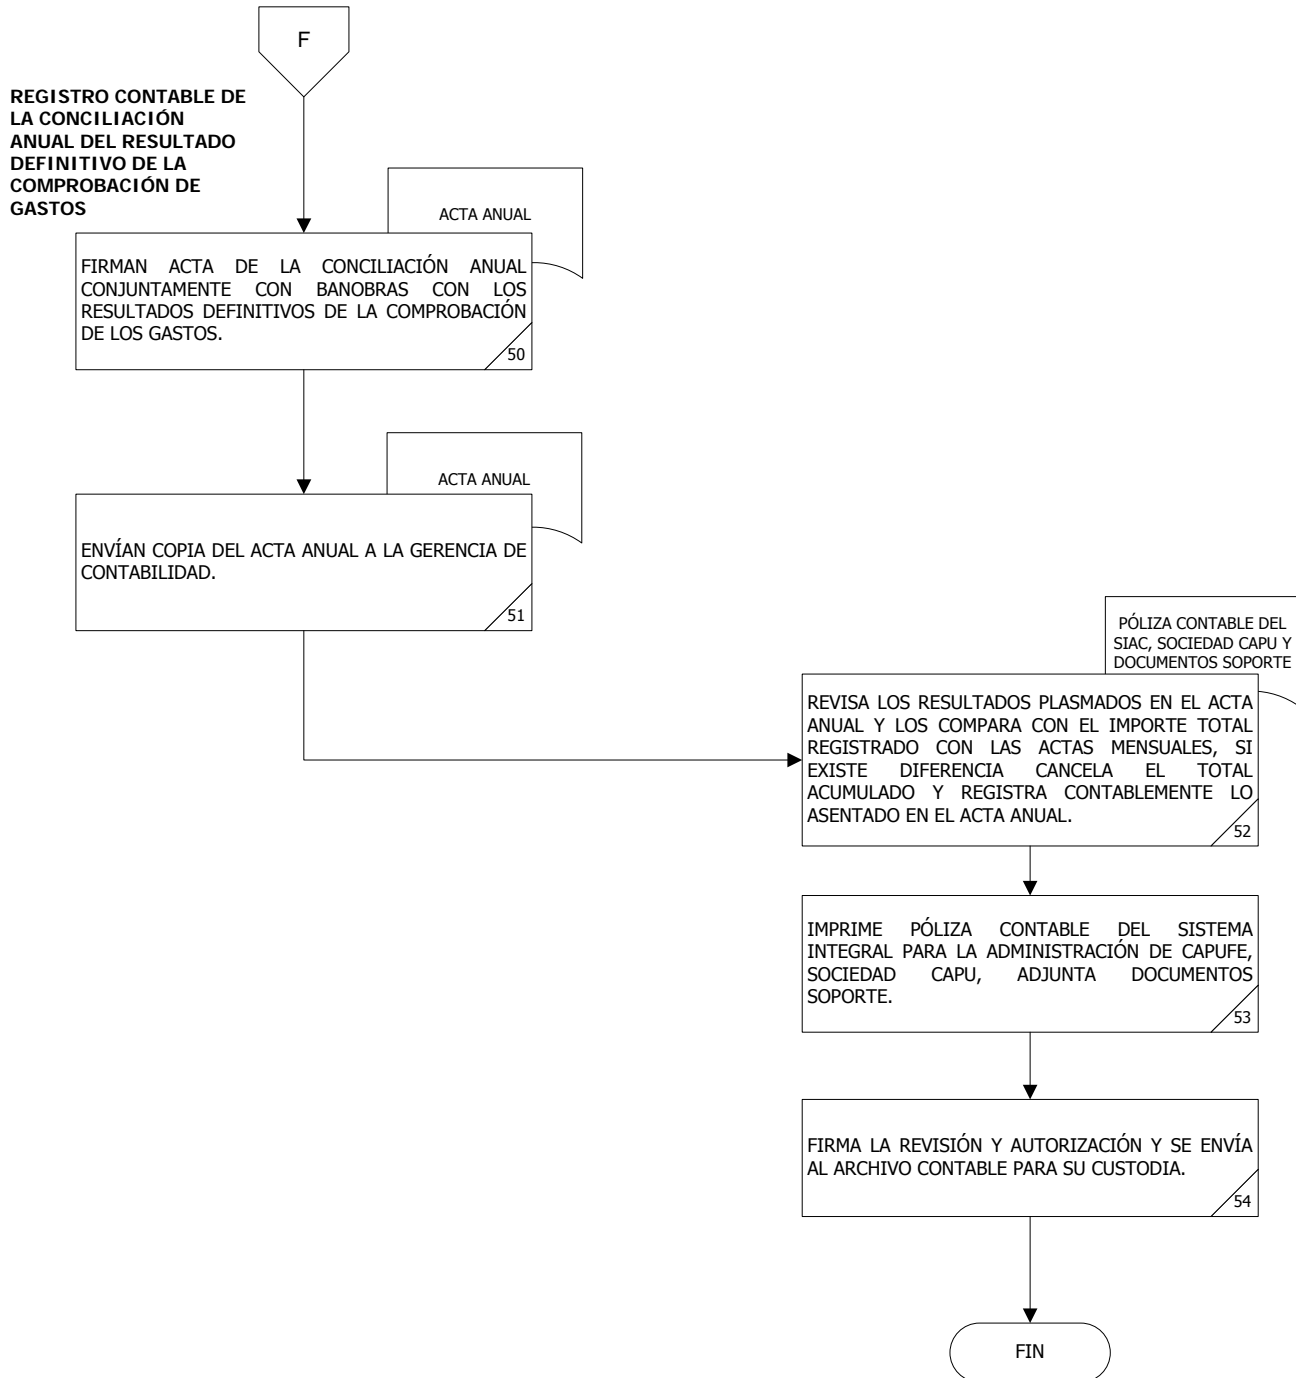 F
REGISTRO CONTABLE DE
LA CONCILIACIÓN
ANUAL DEL RESULTADO
DEFINITIVO DE LA
COMPROBACIÓN DE
GASTOS
ACTA ANUAL
FIRMAN ACTA DE LA CONCILIACIÓN ANUAL
CONJUNTAMENTE CON BANOBRAS CON LOS
RESULTADOS DEFINITIVOS DE LA COMPROBACIÓN
DE LOS GASTOS.
50
ACTA ANUAL
ENVÍAN COPIA DEL ACTA ANUAL A LA GERENCIA DE
CONTABILIDAD.
51
PÓLIZA CONTABLE DEL
SIAC, SOCIEDAD CAPU Y
DOCUMENTOS SOPORTE
REVISA LOS RESULTADOS PLASMADOS EN EL ACTA
ANUAL Y LOS COMPARA CON EL IMPORTE TOTAL
REGISTRADO CON LAS ACTAS MENSUALES, SI
EXISTE DIFERENCIA CANCELA EL TOTAL
ACUMULADO Y REGISTRA CONTABLEMENTE LO
ASENTADO EN EL ACTA ANUAL.
52
IMPRIME PÓLIZA CONTABLE DEL SISTEMA
INTEGRAL PARA LA ADMINISTRACIÓN DE CAPUFE,
SOCIEDAD CAPU, ADJUNTA DOCUMENTOS
SOPORTE.
53
FIRMA LA REVISIÓN Y AUTORIZACIÓN Y SE ENVÍA
AL ARCHIVO CONTABLE PARA SU CUSTODIA.
54
FIN